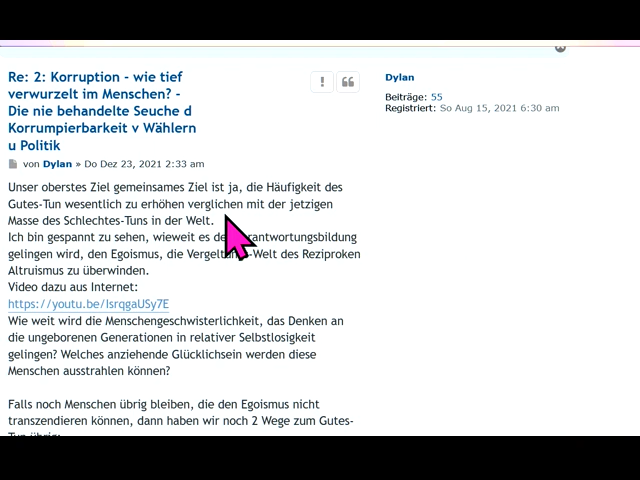 Re: 2: Korruption - wie tief
verwurzelt im Menschen? -
Die nie behandelte Seuche d
Korrumpierbarkeit v Wählern
u Politik
von Dylan » Do Dez 23, 2021 2:33 am
Dylan
Beiträge: 55
Registriert: So Aug 15, 2021 6:30 am
Unser oberstes Ziel gemeinsames Ziel ist ja, die Häufigkeit des
Gutes-Tun wesentlich zu erhöhen verglichen mit der jetzigen
Masse des Schlechtes-Tuns in der Welt.
Ich bin gespannt zu sehen, wieweit es
gelingen wird, den Egoismus, die des Reziproken
Altruismus zu überwinden.
Video dazu aus Internet:
https://youtu.be/IsrqgaUSy7E
Wie weit wird die Menschengeschwisterlichkeit, das Denken an
die ungeborenen Generationen in relativer Selbstlosigkeit
gelingen? Welches anziehende Glücklichsein werden diese
Menschen ausstrahlen können?
Falls noch Menschen übrig bleiben, die den Egoismus nicht
transzendieren können, dann haben wir noch 2 Wege zum Gutes-